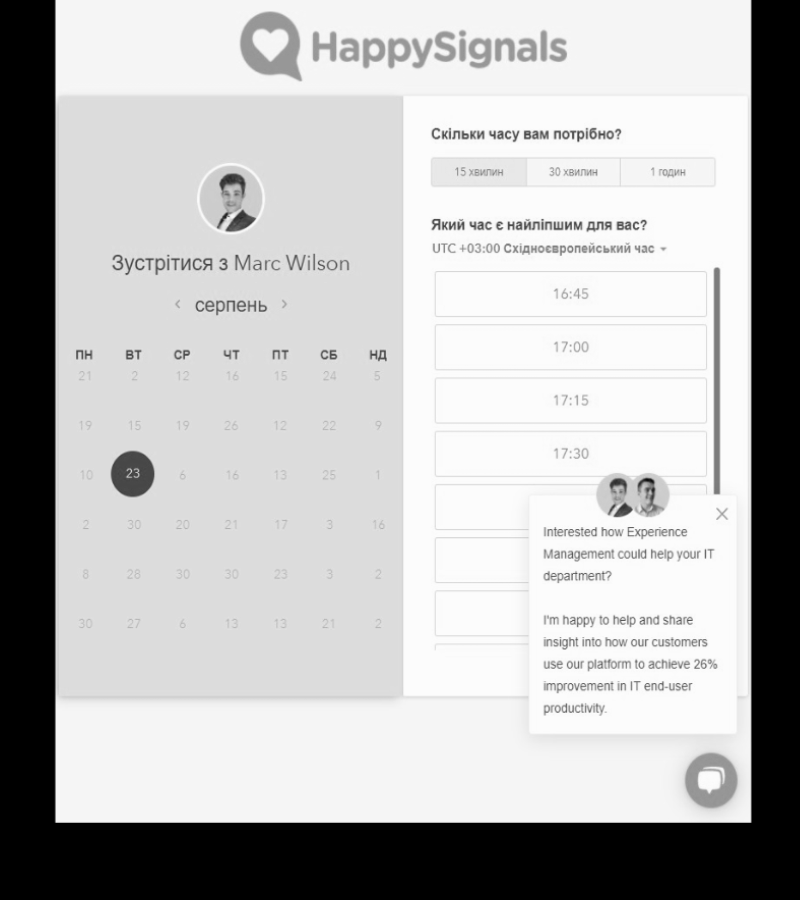 HappySignals
Зустрітися з Marc Wilson
серпень
ПН ВТ СР ЧТ ПТ СБ НД
21 2 12 16 15 24 5
19 15 19 26 12 22 9
10 23 6 16 13 25 1
2 30 20 21 17 3 16
8 28 30 30 23 3 2
30 27 6 13 13 21 2
Скільки часу вам потрібно?
15 хвилин 30 хвилин 1 годин
Який час є найліпшим для вас?
UTC +03:00 Східноєвропейський час
16:45
17:00
17:15
17:30
Interested how Experience
Management could help your IT
department?
I'm happy to help and share
insight into how our customers
use our platform to achieve 26%
improvement in IT end-user
productivity.